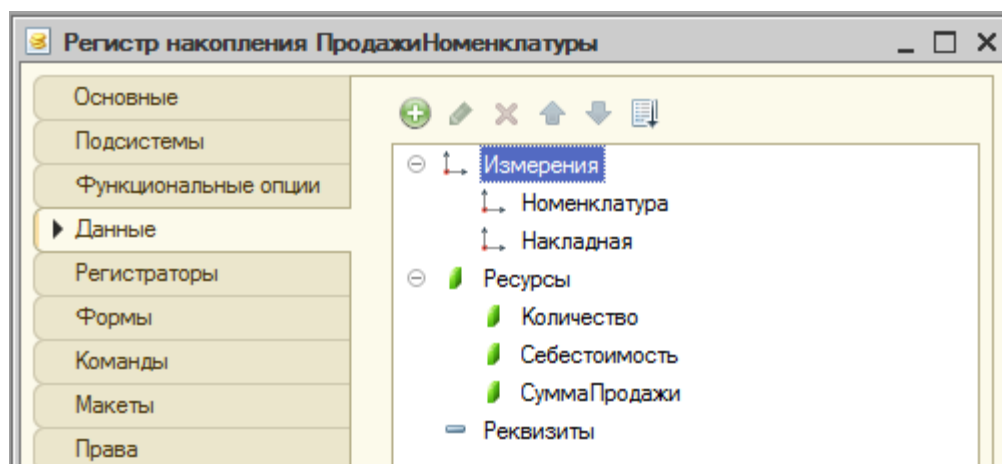 Регистр накопления ПродажиНоменклатуры
Основные
Подсистемы
Функциональные опции
Данные
Регистраторы
Формы
Команды
Макеты
Права
Измерения
Номенклатура
Накладная
Ресурсы
Количество
Себестоимость
СуммаПродажи
Реквизиты